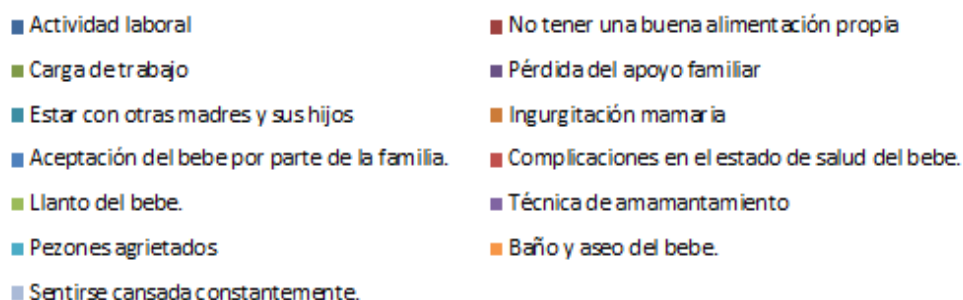 Actividad laboral
No tener una buena alimentación propia
Carga de trabajo
Pérdida del apoyo familiar
Estar con otras madres y sus hijos
Ingurgitación mamaria
Aceptación del bebe por parte de la familia.
Complicaciones en el estado de salud del bebe.
Llanto del bebe.
Técnica de amamantamiento
Pezones agrietados
Baño y aseo del bebe.
Sentirse cansada constantemente.